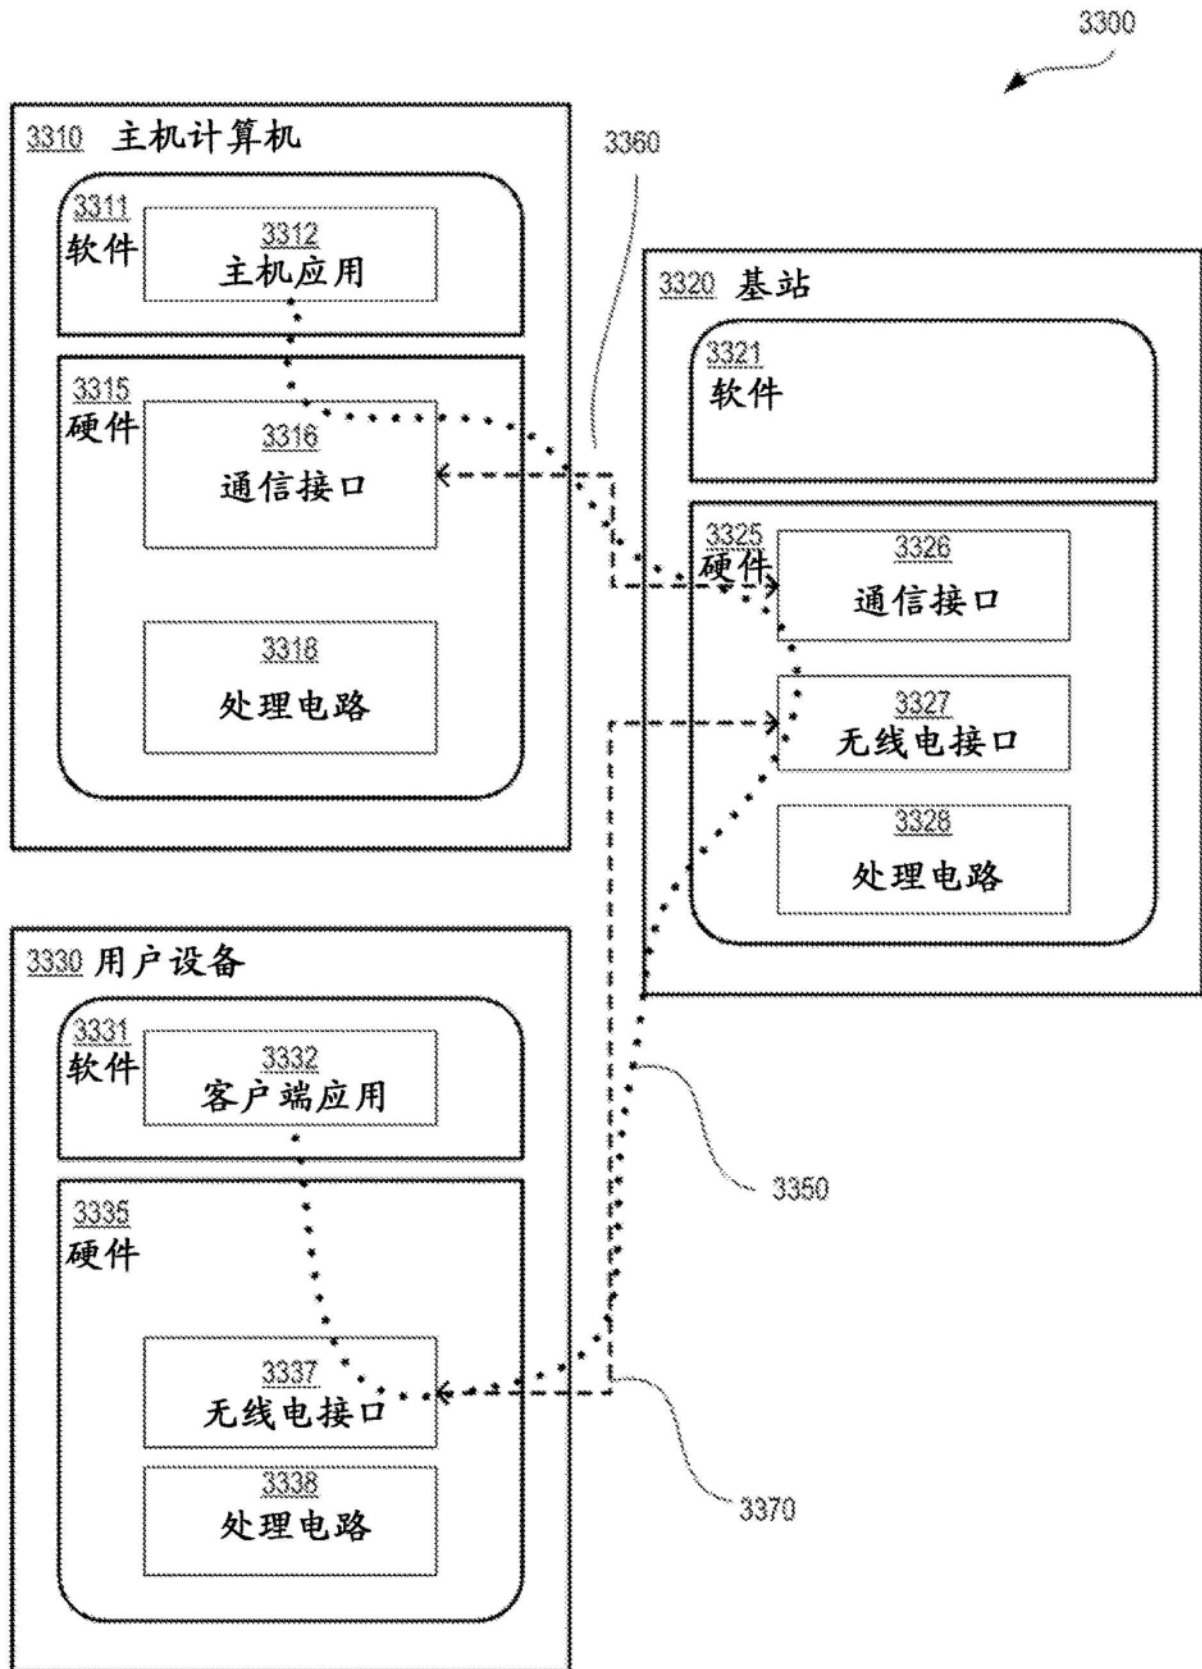 3300
3310 主机计算机
3311
软件
3312
主机应用
3315
硬件
3316
通信接口
3318
处理电路
3360
3320 基站
3321
软件
3325
硬件
3326
通信接口
3327
无线电接口
3328
处理电路
3330 用户设备
3331
软件
3332
客户端应用
3335
硬件
3337
无线电接口
3338
处理电路
3350
3370